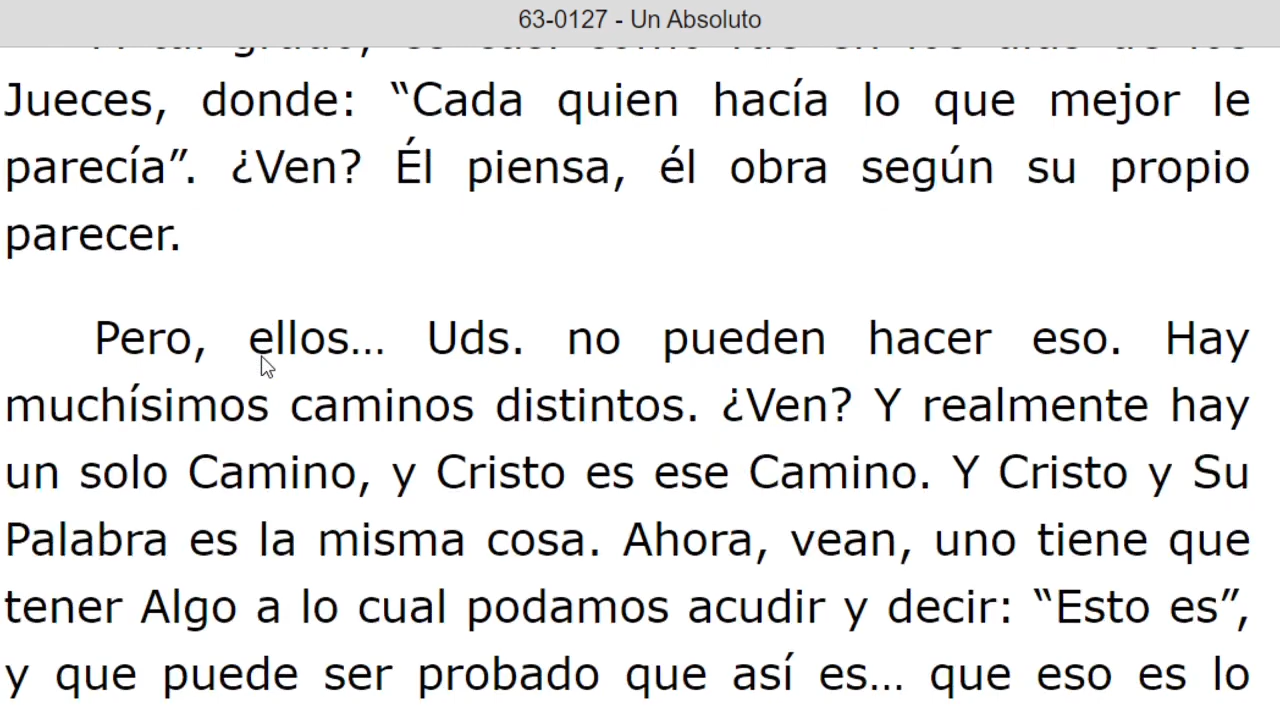 63-0127 - Un Absoluto
Jueces, donde: “Cada quien hacía lo que mejor le
parecía”. ¿Ven? Él piensa, él obra según su propio
parecer.
Pero, ellos… Uds. no pueden hacer eso. Hay
muchísimos caminos distintos. ¿Ven? Y realmente hay
un solo Camino, y Cristo es ese Camino. Y Cristo y Su
Palabra es la misma cosa. Ahora, vean, uno tiene que
tener Algo a lo cual podamos acudir y decir: “Esto es”,
y que puede ser probado que así es… que eso es lo